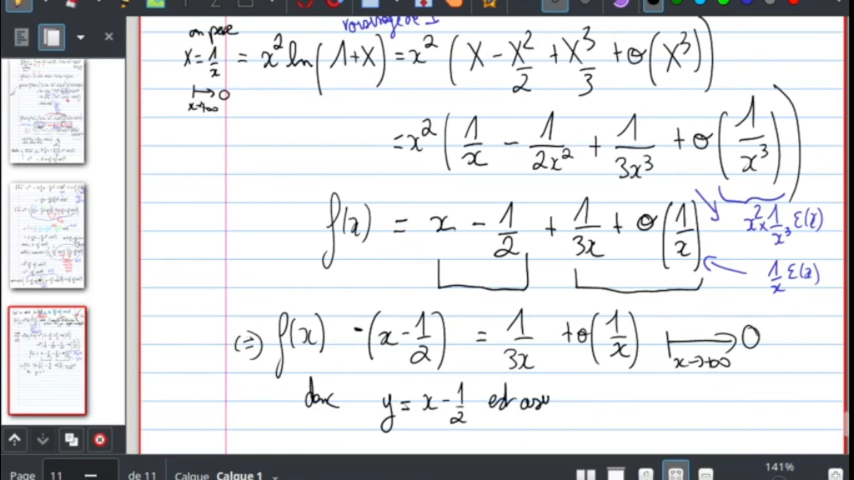 on pose
voisinage de 1
X = 1/x = x² ln(1+X) = x² (X - X²/2 + X³/3 + o(X³))
x→+∞ ↦ 0
= x² (1/x - 1/2x² + 1/3x³ + o(1/x³))
x² × 1/x³ ε(x)
f(x) = x - 1/2 + 1/3x + o(1/x)
1/x ε(x)
(=) f(x) - (x - 1/2) = 1/3x + o(1/x) ↦ 0
x→+∞
donc y = x - 1/2 est asy
Page 11 de 11 Calque Calque 1 141%